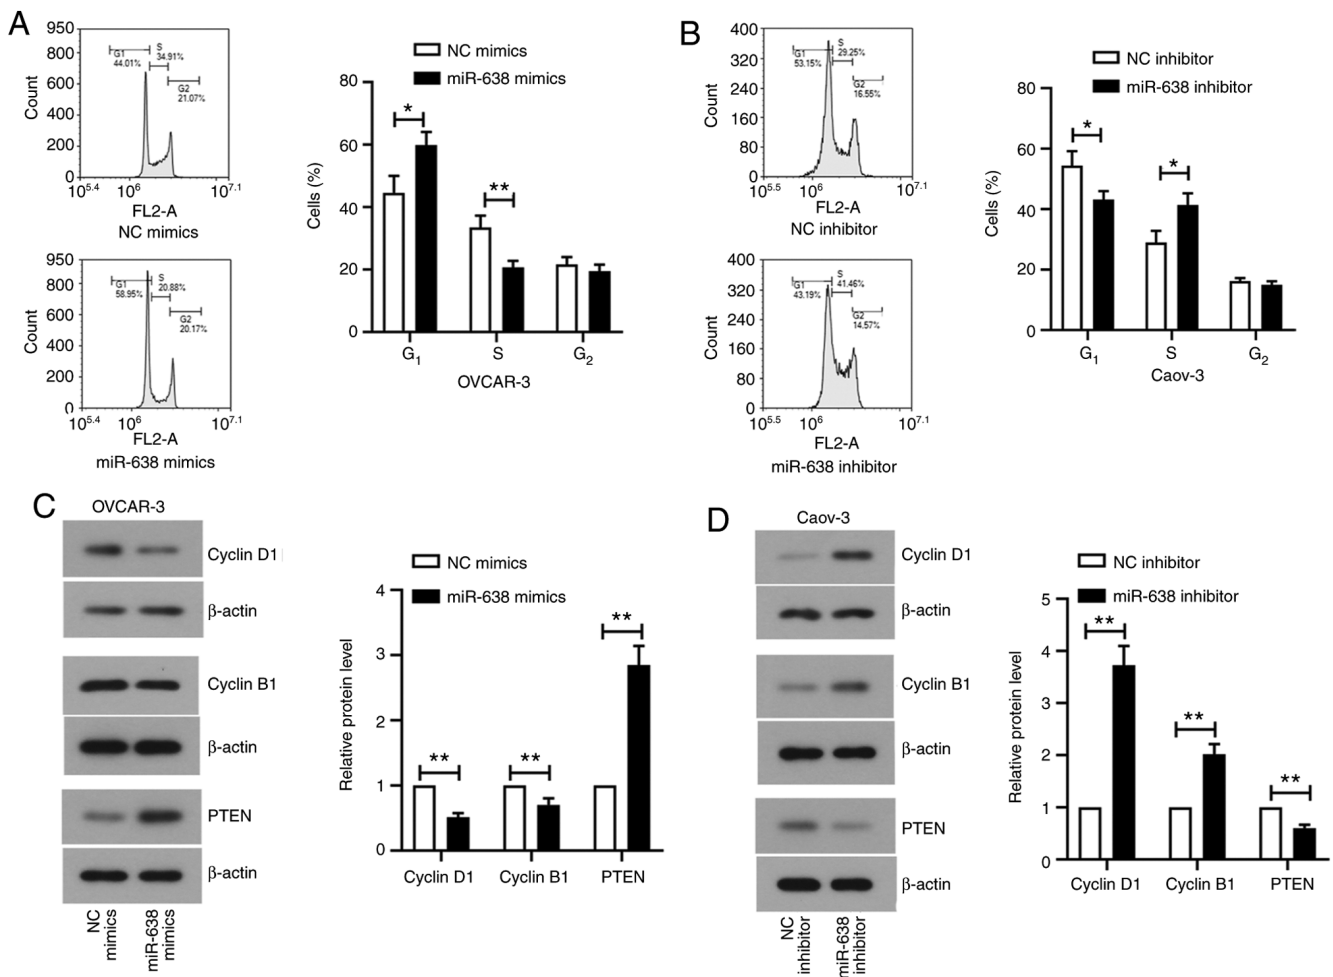 A
950
800
600
400
200
0
Count
G1
44.01%
S
34.91%
G2
21.07%
10^5.4 10^6 10^7.1
FL2-A
NC mimics
950
800
600
400
200
0
Count
G1
58.95%
S
20.88%
G2
20.17%
10^5.4 10^6 10^7.1
FL2-A
miR-638 mimics
NC mimics
miR-638 mimics
80
60
40
20
0
Cells (%)
*
**
G1 S G2
OVCAR-3
B
400
320
240
160
80
0
Count
G1
53.15%
S
29.25%
G2
16.55%
10^5.5 10^6 10^7.1
FL2-A
NC inhibitor
400
320
240
160
80
0
Count
G1
43.19%
S
41.46%
G2
14.57%
10^5.5 10^6 10^7.1
FL2-A
miR-638 inhibitor
NC inhibitor
miR-638 inhibitor
80
60
40
20
0
Cells (%)
*
*
G1 S G2
Caov-3
C
OVCAR-3
Cyclin D1
β-actin
Cyclin B1
β-actin
PTEN
β-actin
NC
mimics
miR-638
mimics
NC mimics
miR-638 mimics
4
3
2
1
0
Relative protein level
**
**
**
Cyclin D1 Cyclin B1 PTEN
D
Caov-3
Cyclin D1
β-actin
Cyclin B1
β-actin
PTEN
β-actin
NC
inhibitor
miR-638
inhibitor
NC inhibitor
miR-638 inhibitor
5
4
3
2
1
0
Relative protein level
**
**
**
Cyclin D1 Cyclin B1 PTEN